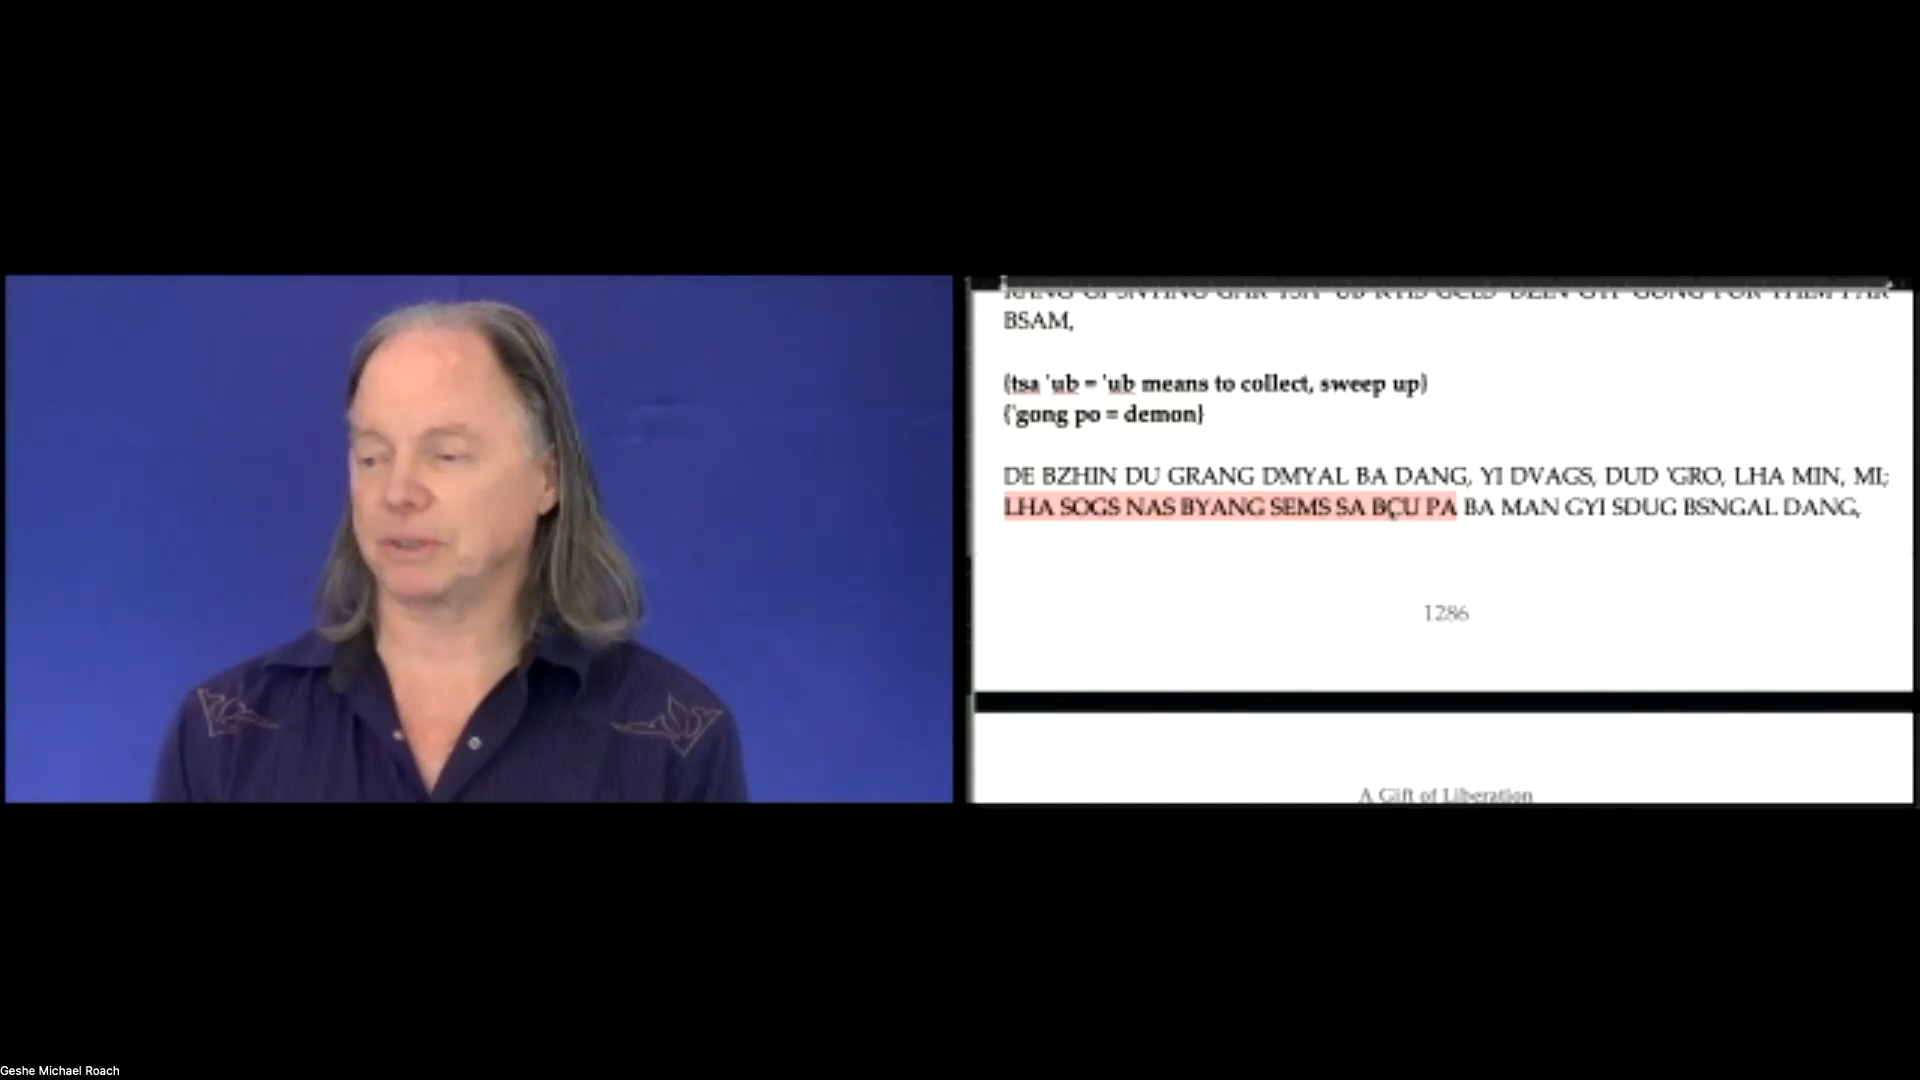 BSAM,
(tsa 'ub = 'ub means to collect, sweep up}
{'gong po = demon}
DE BZHIN DU GRANG DMYAL BA DANG, YI DVAGS, DUD 'GRO, LHA MIN, MI;
LHA SOGS NAS BYANG SEMS SA BÇU PA BA MAN GYI SDUG BSNGAL DANG,
1286
A Gift of Liberation
Geshe Michael Roach